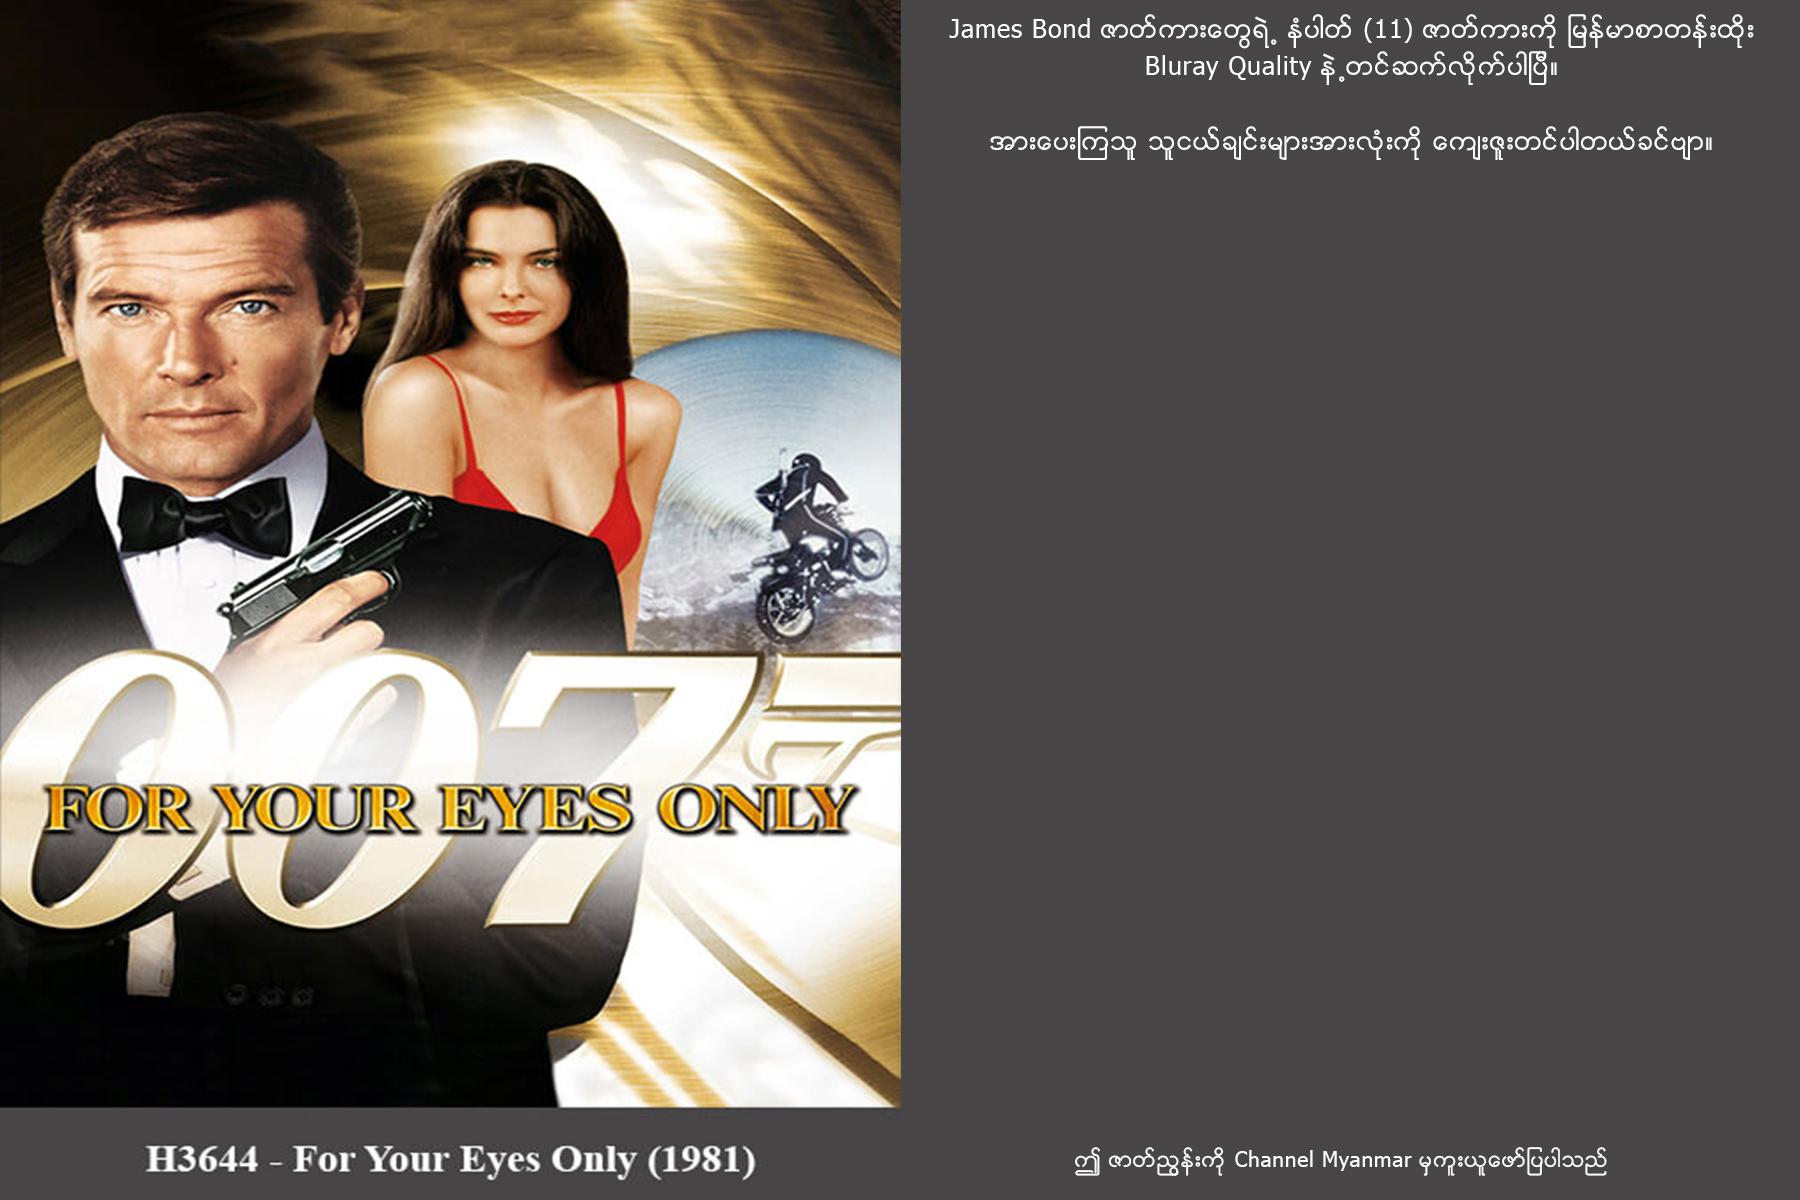 007
FOR YOUR EYES ONLY
H3644 - For Your Eyes Only (1981)
James Bond ဇာတ်ကားတွေရဲ့ နံပါတ် (11) ဇာတ်ကားကို မြန်မာစာတန်းထိုး
Bluray Quality နဲ့တင်ဆက်လိုက်ပါပြီ။
အားပေးကြသူ သူငယ်ချင်းများအားလုံးကို ကျေးဇူးတင်ပါတယ်ခင်ဗျာ။
ဤ ဇာတ်ညွှန်းကို Channel Myanmar မှကူးယူဖော်ပြပါသည်